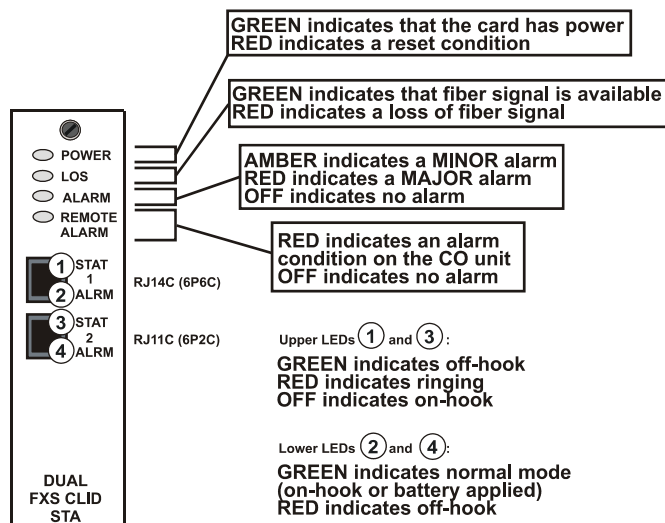 GREEN indicates that the card has power
RED indicates a reset condition
GREEN indicates that fiber signal is available
RED indicates a loss of fiber signal
AMBER indicates a MINOR alarm
RED indicates a MAJOR alarm
OFF indicates no alarm
RED indicates an alarm
condition on the CO unit
OFF indicates no alarm
POWER
LOS
ALARM
REMOTE
ALARM
1 STAT
1
2 ALRM
RJ14C (6P6C)
3 STAT
2
4 ALRM
RJ11C (6P2C)
Upper LEDs 1 and 3 :
GREEN indicates off-hook
RED indicates ringing
OFF indicates on-hook
Lower LEDs 2 and 4 :
GREEN indicates normal mode
(on-hook or battery applied)
RED indicates off-hook
DUAL
FXS CLID
STA